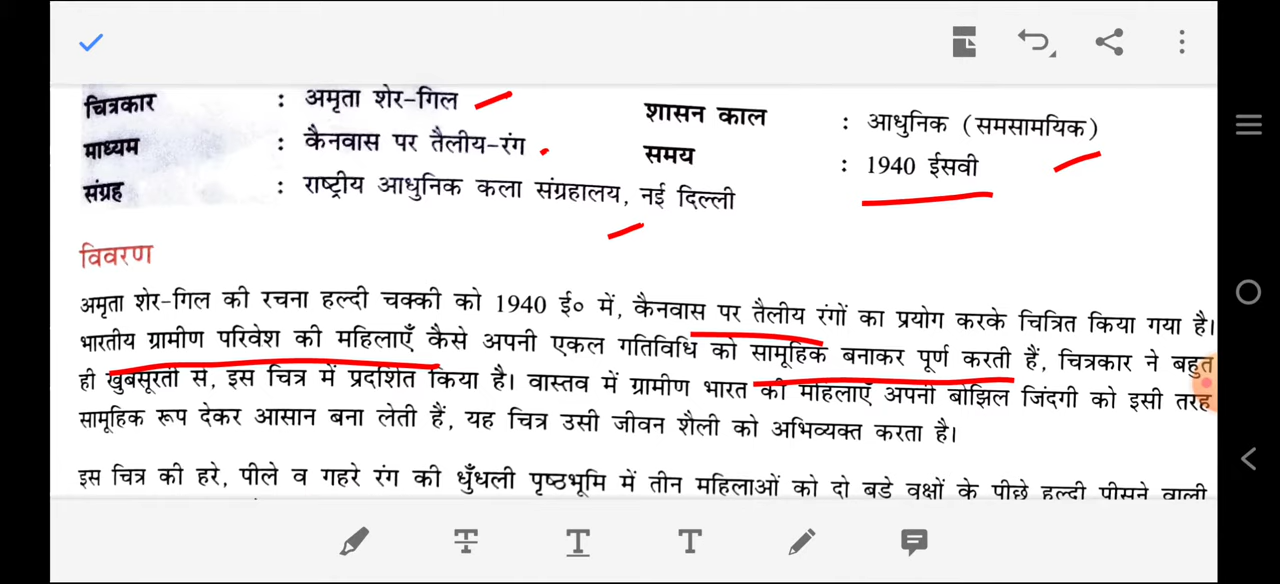 चित्रकार : अमृता शेर-गिल
शासन काल : आधुनिक (समसामयिक)
माध्यम : कैनवास पर तैलीय-रंग
समय : 1940 ईसवी
संग्रह : राष्ट्रीय आधुनिक कला संग्रहालय, नई दिल्ली
विवरण
अमृता शेर-गिल की रचना हल्दी चक्की को 1940 ई० में, कैनवास पर तैलीय रंगों का प्रयोग करके चित्रित किया गया है।
भारतीय ग्रामीण परिवेश की महिलाएँ कैसे अपनी एकल गतिविधि को सामूहिक बनाकर पूर्ण करती हैं, चित्रकार ने बहुत
ही खुबसूरती से, इस चित्र में प्रदर्शित किया है। वास्तव में ग्रामीण भारत की महिलाएँ अपनी बोझिल जिंदगी को इसी तरह
सामूहिक रूप देकर आसान बना लेती हैं, यह चित्र उसी जीवन शैली को अभिव्यक्त करता है।
इस चित्र की हरे, पीले व गहरे रंग की धुँधली पृष्ठभूमि में तीन महिलाओं को दो बडे वृक्षों के पीछे हल्दी पीसने वाली